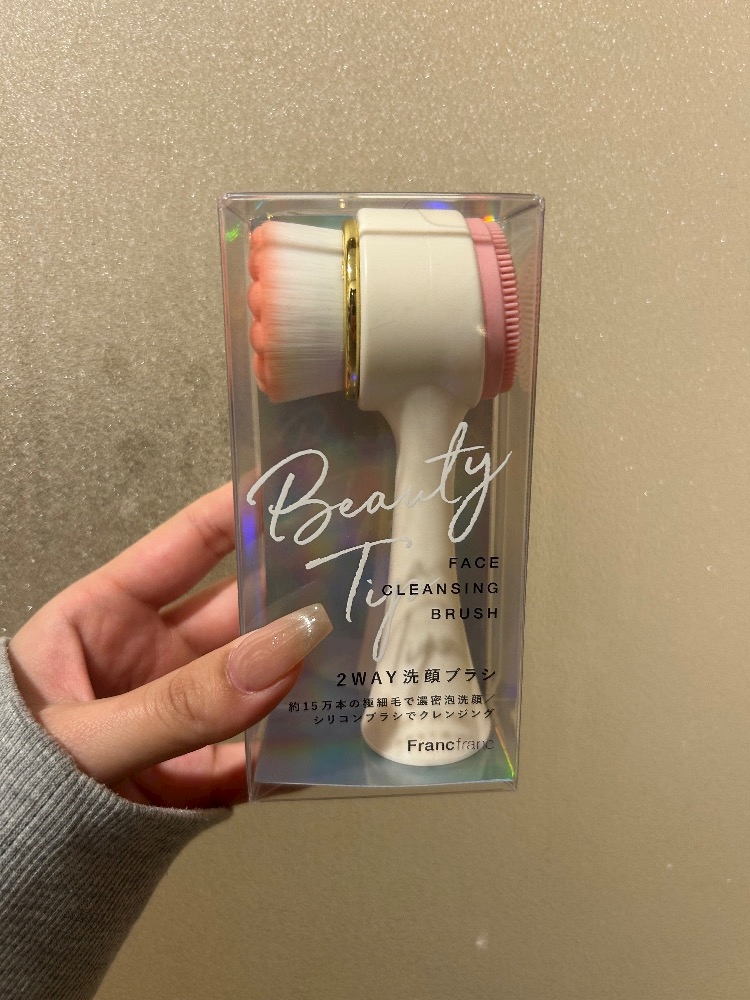 Beauty
Tip
FACE
CLEANSING
BRUSH
2WAY洗顔ブラシ
約15万本の極細毛で濃密泡洗顔／
シリコンブラシでクレンジング
Francfranc